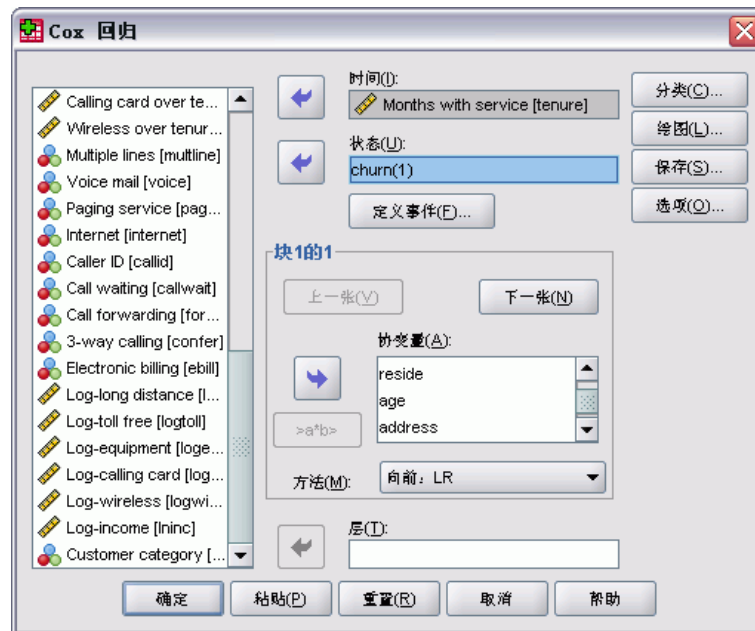 Cox 回归
Calling card over te...
Wireless over tenur...
Multiple lines [multline]
Voice mail [voice]
Paging service [pag...
Internet [internet]
Caller ID [callid]
Call waiting [callwait]
Call forwarding [for...
3-way calling [confer]
Electronic billing [ebill]
Log-long distance [l...
Log-toll free [logtoll]
Log-equipment [loge...
Log-calling card [log...
Log-wireless [logwi...
Log-income [lninc]
Customer category [...
时间(I):
Months with service [tenure]
状态(U):
churn(1)
定义事件(F)...
块1的1
上一张(V)
下一张(N)
协变量(A):
reside
age
address
>a*b>
方法(M):
向前：LR
层(T):
分类(C)...
绘图(L)...
保存(S)...
选项(O)...
确定
粘贴(P)
重置(R)
取消
帮助